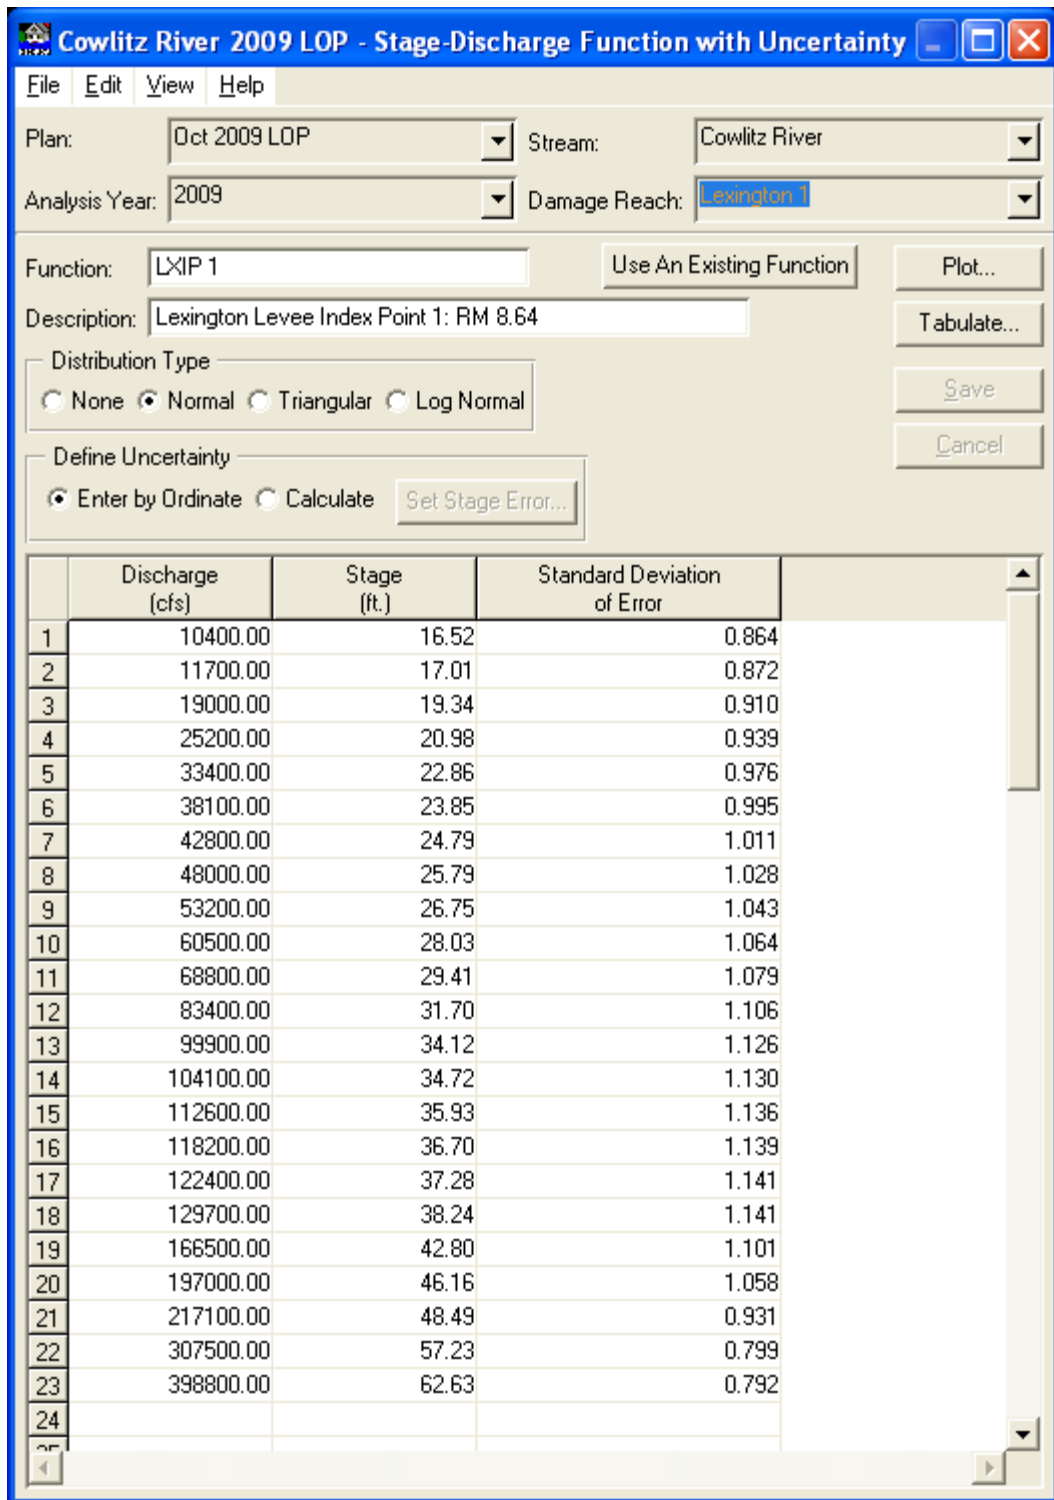 Cowlitz River 2009 LOP - Stage-Discharge Function with Uncertainty
File Edit View Help
Plan: Oct 2009 LOP Stream: Cowlitz River
Analysis Year: 2009 Damage Reach: Lexington 1
Function: LXIP 1 Use An Existing Function Plot...
Description: Lexington Levee Index Point 1: RM 8.64 Tabulate...
Distribution Type
None Normal Triangular Log Normal Save
Define Uncertainty Cancel
Enter by Ordinate Calculate Set Stage Error...
Discharge Stage Standard Deviation
(cfs) (ft.) of Error
1 10400.00 16.52 0.864
2 11700.00 17.01 0.872
3 19000.00 19.34 0.910
4 25200.00 20.98 0.939
5 33400.00 22.86 0.976
6 38100.00 23.85 0.995
7 42800.00 24.79 1.011
8 48000.00 25.79 1.028
9 53200.00 26.75 1.043
10 60500.00 28.03 1.064
11 68800.00 29.41 1.079
12 83400.00 31.70 1.106
13 99900.00 34.12 1.126
14 104100.00 34.72 1.130
15 112600.00 35.93 1.136
16 118200.00 36.70 1.139
17 122400.00 37.28 1.141
18 129700.00 38.24 1.141
19 166500.00 42.80 1.101
20 197000.00 46.16 1.058
21 217100.00 48.49 0.931
22 307500.00 57.23 0.799
23 398800.00 62.63 0.792
24